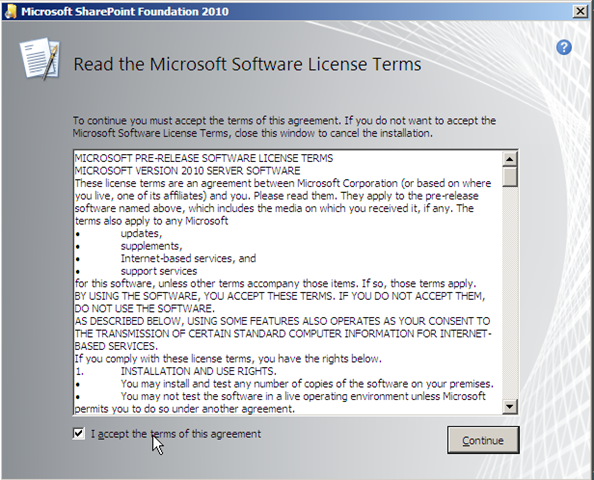 Microsoft SharePoint Foundation 2010
Read the Microsoft Software License Terms
To continue you must accept the terms of this agreement. If you do not want to accept the
Microsoft Software License Terms, close this window to cancel the installation.
MICROSOFT PRE-RELEASE SOFTWARE LICENSE TERMS
MICROSOFT VERSION 2010 SERVER SOFTWARE
These license terms are an agreement between Microsoft Corporation (or based on where
you live, one of its affiliates) and you. Please read them. They apply to the pre-release
software named above, which includes the media on which you received it, if any. The
terms also apply to any Microsoft
• updates,
• supplements,
• Internet-based services, and
• support services
for this software, unless other terms accompany those items. If so, those terms apply.
BY USING THE SOFTWARE, YOU ACCEPT THESE TERMS. IF YOU DO NOT ACCEPT THEM,
DO NOT USE THE SOFTWARE.
AS DESCRIBED BELOW, USING SOME FEATURES ALSO OPERATES AS YOUR CONSENT TO
THE TRANSMISSION OF CERTAIN STANDARD COMPUTER INFORMATION FOR INTERNET-
BASED SERVICES.
If you comply with these license terms, you have the rights below.
1. INSTALLATION AND USE RIGHTS.
• You may install and test any number of copies of the software on your premises.
• You may not test the software in a live operating environment unless Microsoft
permits you to do so under another agreement.
I accept the terms of this agreement
Continue